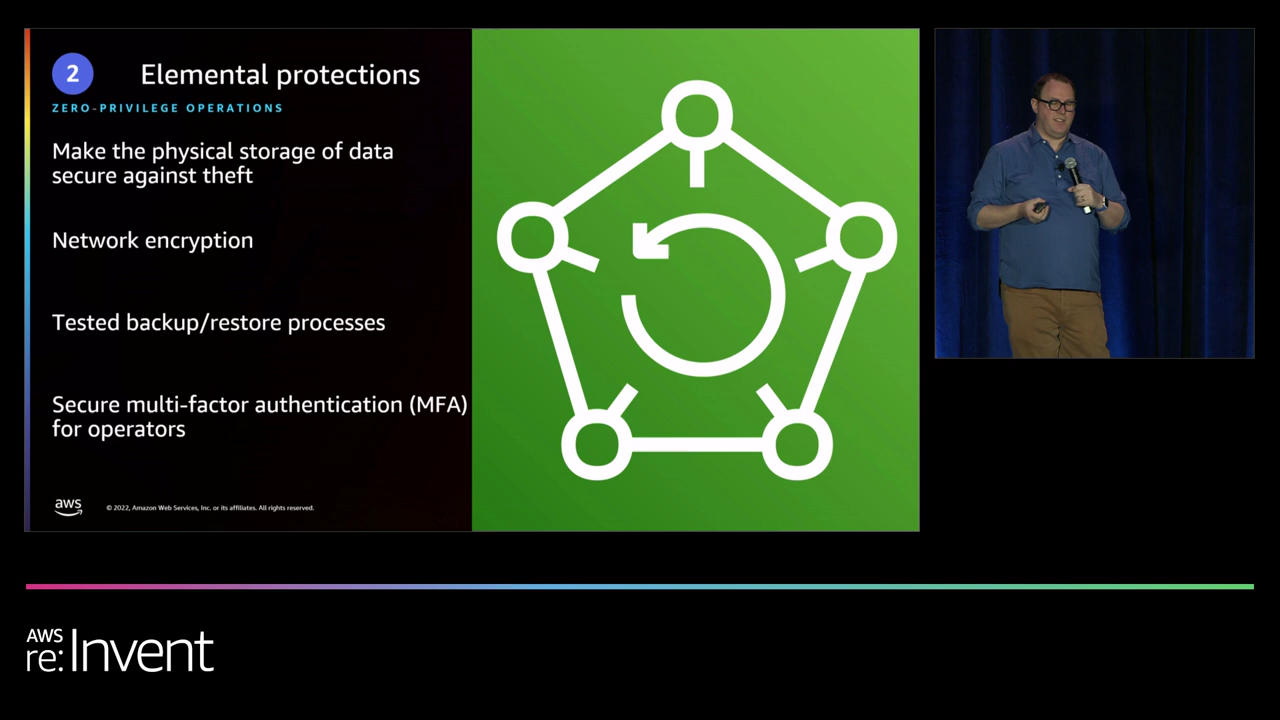 2
Elemental protections
ZERO-PRIVILEGE OPERATIONS
Make the physical storage of data
secure against theft
Network encryption
Tested backup/restore processes
Secure multi-factor authentication (MFA)
for operators
aws
© 2022, Amazon Web Services, Inc. or its affiliates. All rights reserved.
AWS
re:Invent